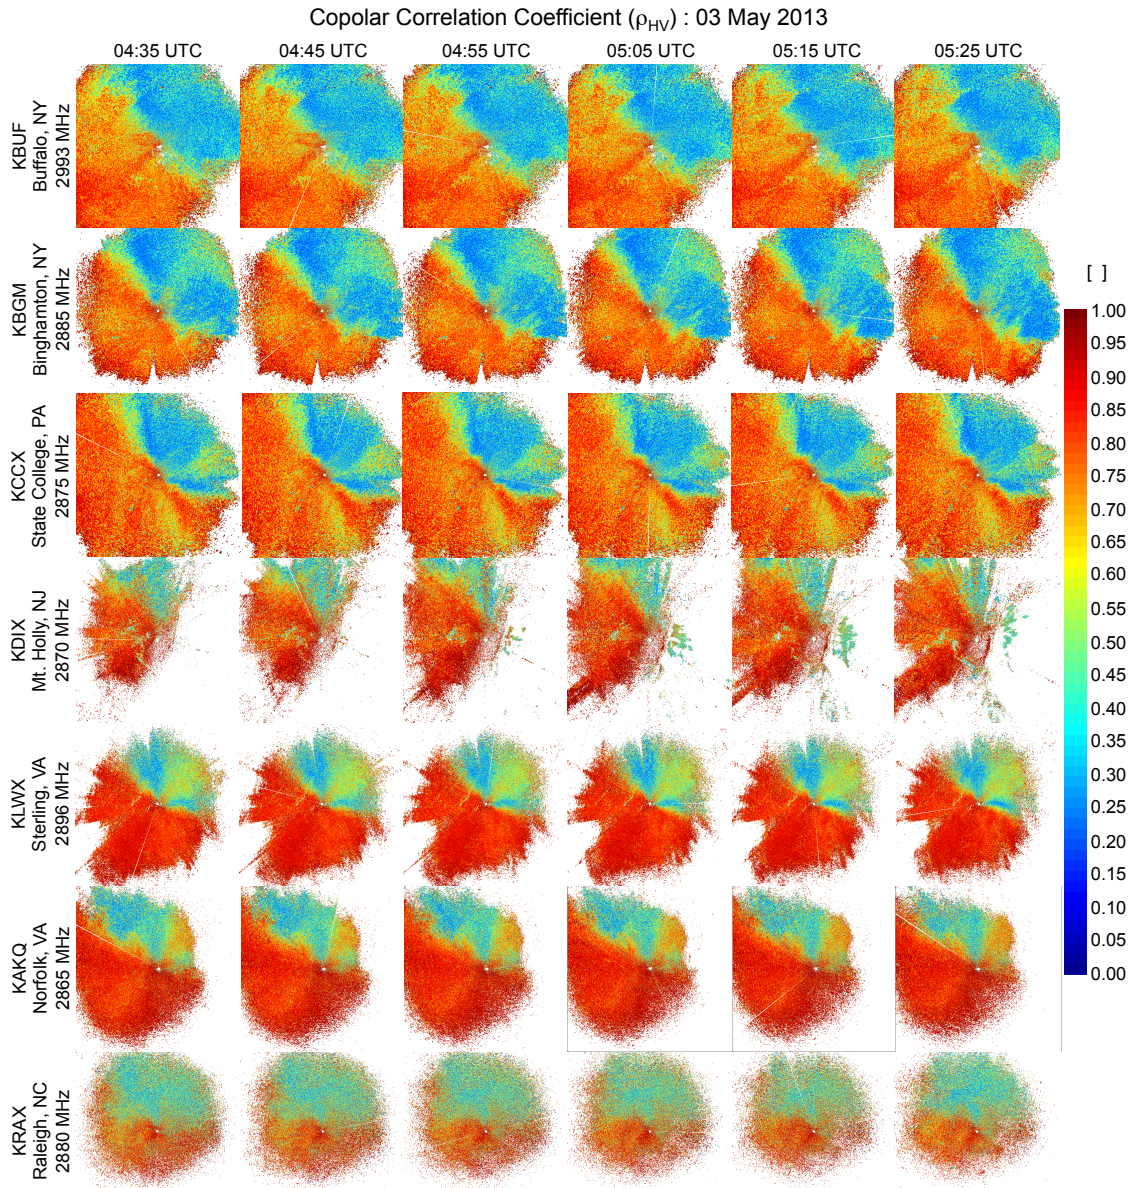 Copolar Correlation Coefficient (ρHV) : 03 May 2013
04:35 UTC 04:45 UTC 04:55 UTC 05:05 UTC 05:15 UTC 05:25 UTC
KBUF
Buffalo, NY
2993 MHz
KBGM
Binghamton, NY
2885 MHz
KCCX
State College, PA
2875 MHz
KDIX
Mt. Holly, NJ
2870 MHz
KLWX
Sterling, VA
2896 MHz
KAKQ
Norfolk, VA
2865 MHz
KRAX
Raleigh, NC
2880 MHz
[ ]
1.00
0.95
0.90
0.85
0.80
0.75
0.70
0.65
0.60
0.55
0.50
0.45
0.40
0.35
0.30
0.25
0.20
0.15
0.10
0.05
0.00